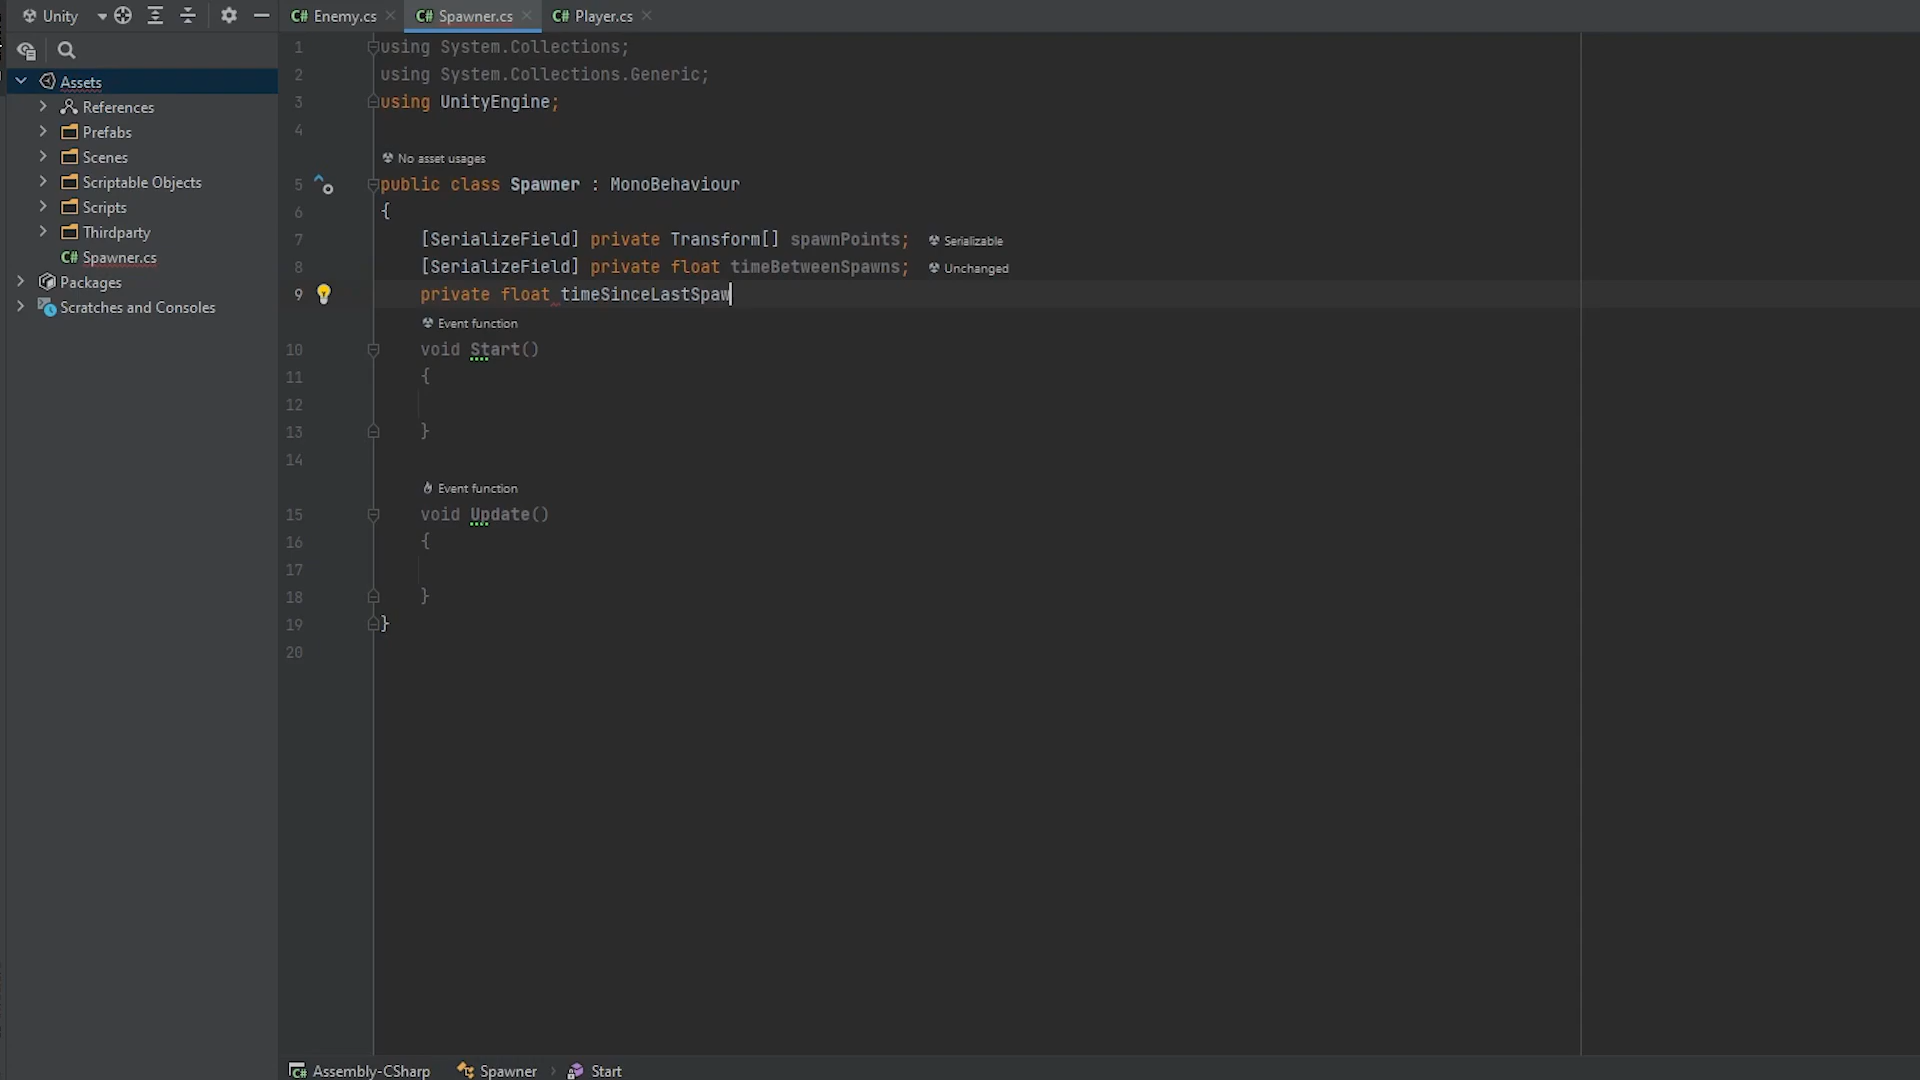 Unity
Enemy.cs
Spawner.cs
Player.cs
Assets
References
Prefabs
Scenes
Scriptable Objects
Scripts
Thirdparty
C# Spawner.cs
Packages
Scratches and Consoles
1 using System.Collections;
2 using System.Collections.Generic;
3 using UnityEngine;
4
No asset usages
5 public class Spawner : MonoBehaviour
6 {
7 [SerializeField] private Transform[] spawnPoints; Serializable
8 [SerializeField] private float timeBetweenSpawns; Unchanged
9 private float timeSinceLastSpaw
Event function
10 void Start()
11 {
12
13 }
14
Event function
15 void Update()
16 {
17
18 }
19 }
20
Assembly-CSharp Spawner Start